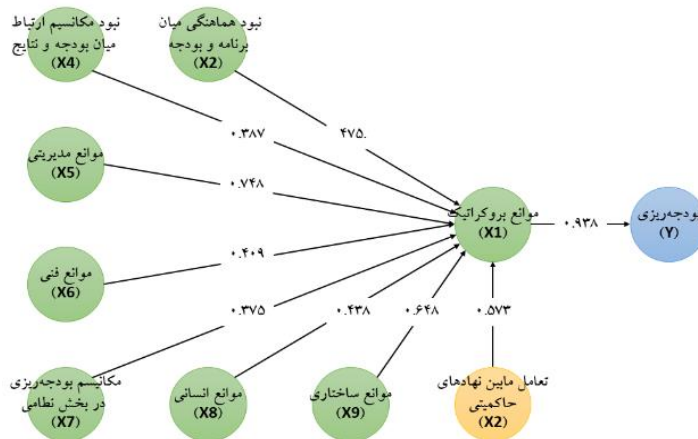 نبود مکانسیم ارتباط
میان بودجه و نتایج
(X4)
نبود هماهنگی میان
برنامه و بودجه
(X2)
۰.۳۸۷
۴۷۵.
موانع مدیریتی
(X5)
۰.۷۴۸
موانع بروکراتیک
(X1)
۰.۹۳۸
بودجه‌ریزی
(Y)
موانع فنی
(X6)
۰.۴۰۹
۰.۳۷۵
۰.۴۳۸
۰.۶۴۸
۰.۵۷۳
مکانیسم بودجه‌ریزی
در بخش نظامی
(X7)
موانع انسانی
(X8)
موانع ساختاری
(X9)
تعامل مابین نهادهای
حاکمیتی
(X2)